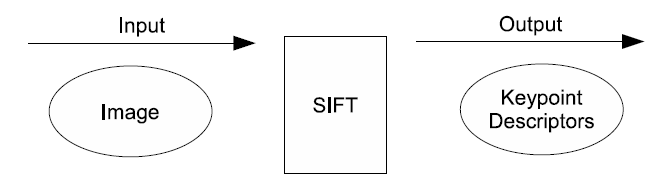 Input
Output
Image
SIFT
Keypoint
Descriptors